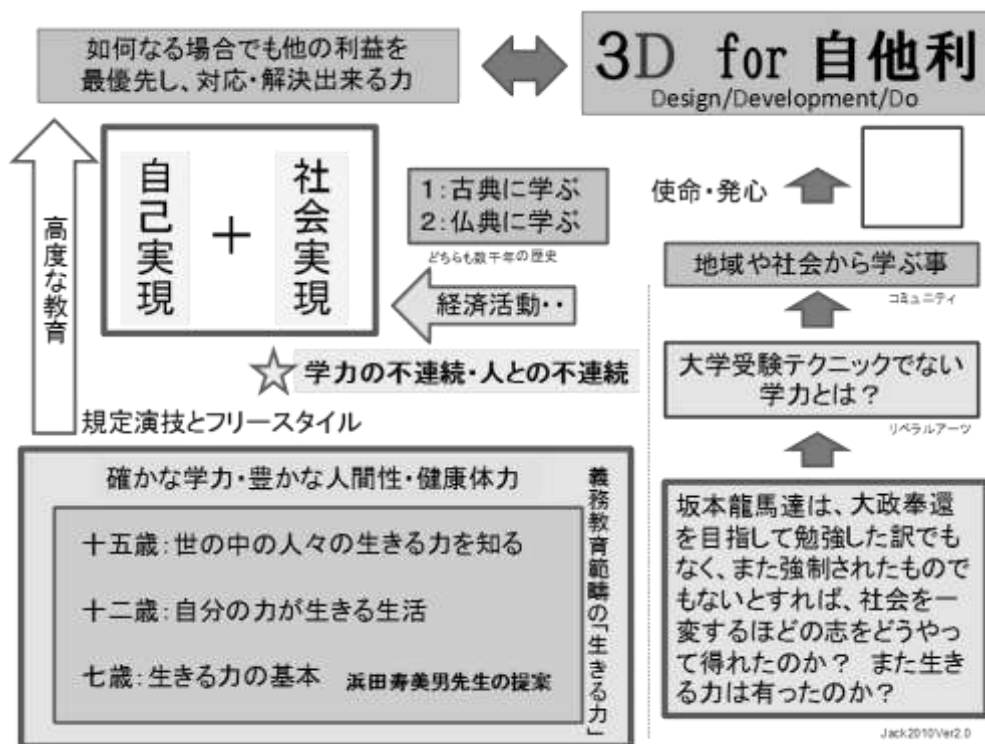 如何なる場合でも他の利益を
最優先し、対応・解決出来る力
3D for 自他利
Design/Development/Do
高度な教育
自己実現
+
社会実現
1:古典に学ぶ
2:仏典に学ぶ
どちらも数千年の歴史
経済活動・・
学力の不連続・人との不連続
規定演技とフリースタイル
確かな学力・豊かな人間性・健康体力
十五歳:世の中の人々の生きる力を知る
十二歳:自分の力が生きる生活
七歳:生きる力の基本
浜田寿美男先生の提案
義務教育範疇の「生きる力」
使命・発心
地域や社会から学ぶ事
コミュニティ
大学受験テクニックでない
学力とは?
リベラルアーツ
坂本龍馬達は、大政奉還
を目指して勉強した訳でも
なく、また強制されたもので
もないとすれば、社会を一
変するほどの志をどうやっ
て得れたのか? また生き
る力は有ったのか?
Jack2010Ver2.0